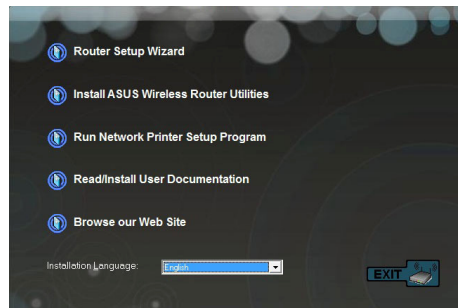 Router Setup Wizard
Install ASUS Wireless Router Utilities
Run Network Printer Setup Program
Read/Install User Documentation
Browse our Web Site
Installation Language: English
EXIT